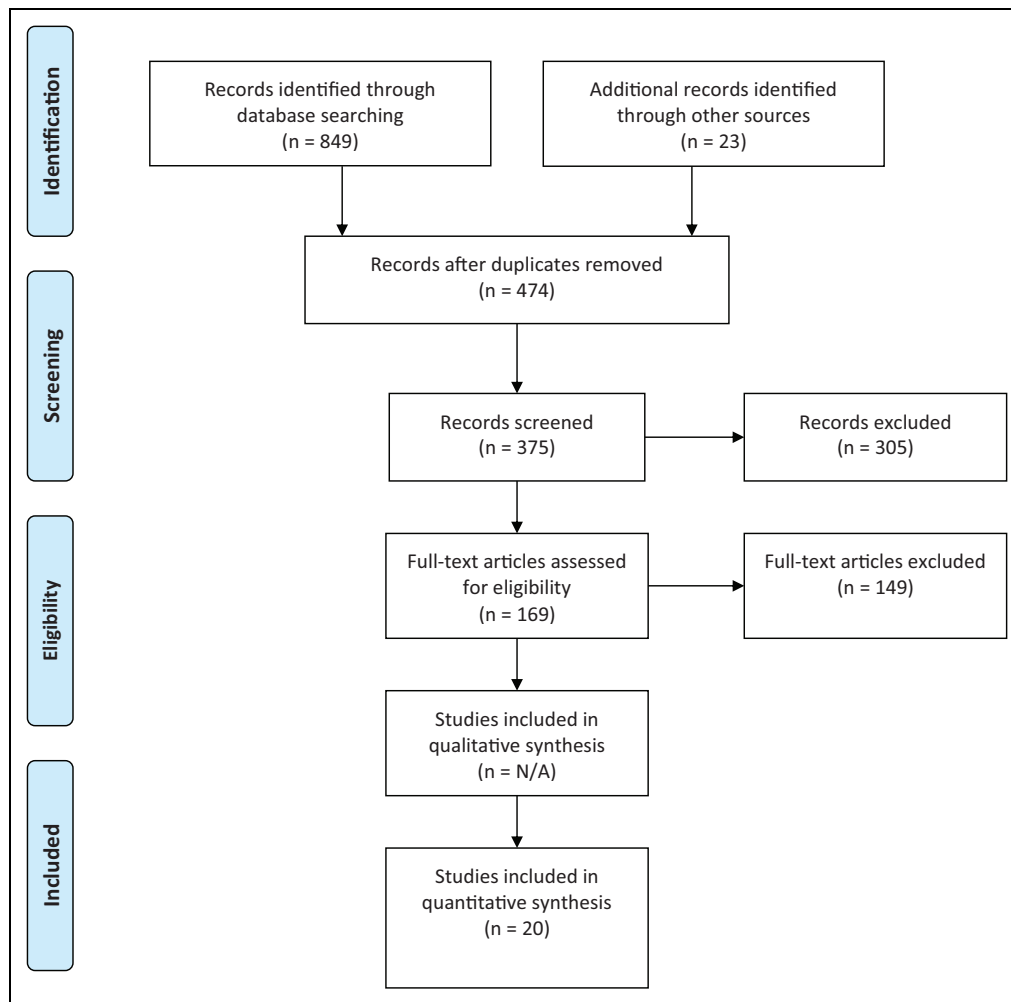 Identification
Records identified through
database searching
(n = 849)
Additional records identified
through other sources
(n = 23)
Records after duplicates removed
(n = 474)
Screening
Records screened
(n = 375)
Records excluded
(n = 305)
Eligibility
Full-text articles assessed
for eligibility
(n = 169)
Full-text articles excluded
(n = 149)
Studies included in
qualitative synthesis
(n = N/A)
Included
Studies included in
quantitative synthesis
(n = 20)